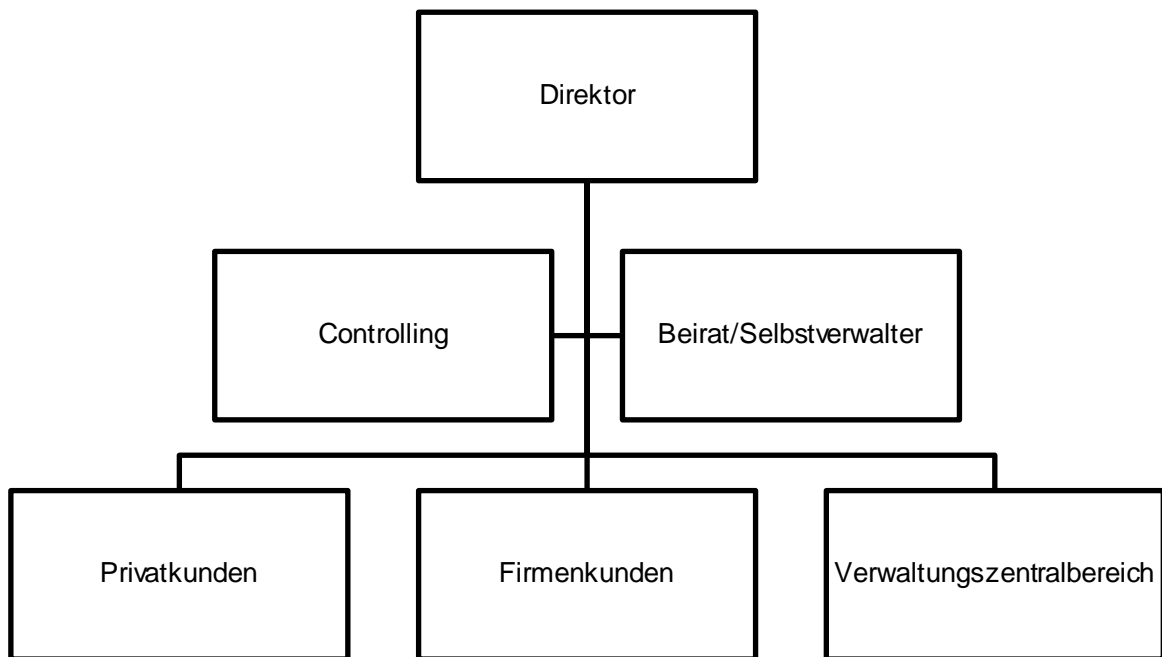 Direktor
Controlling
Beirat/Selbstverwalter
Privatkunden
Firmenkunden
Verwaltungszentralbereich